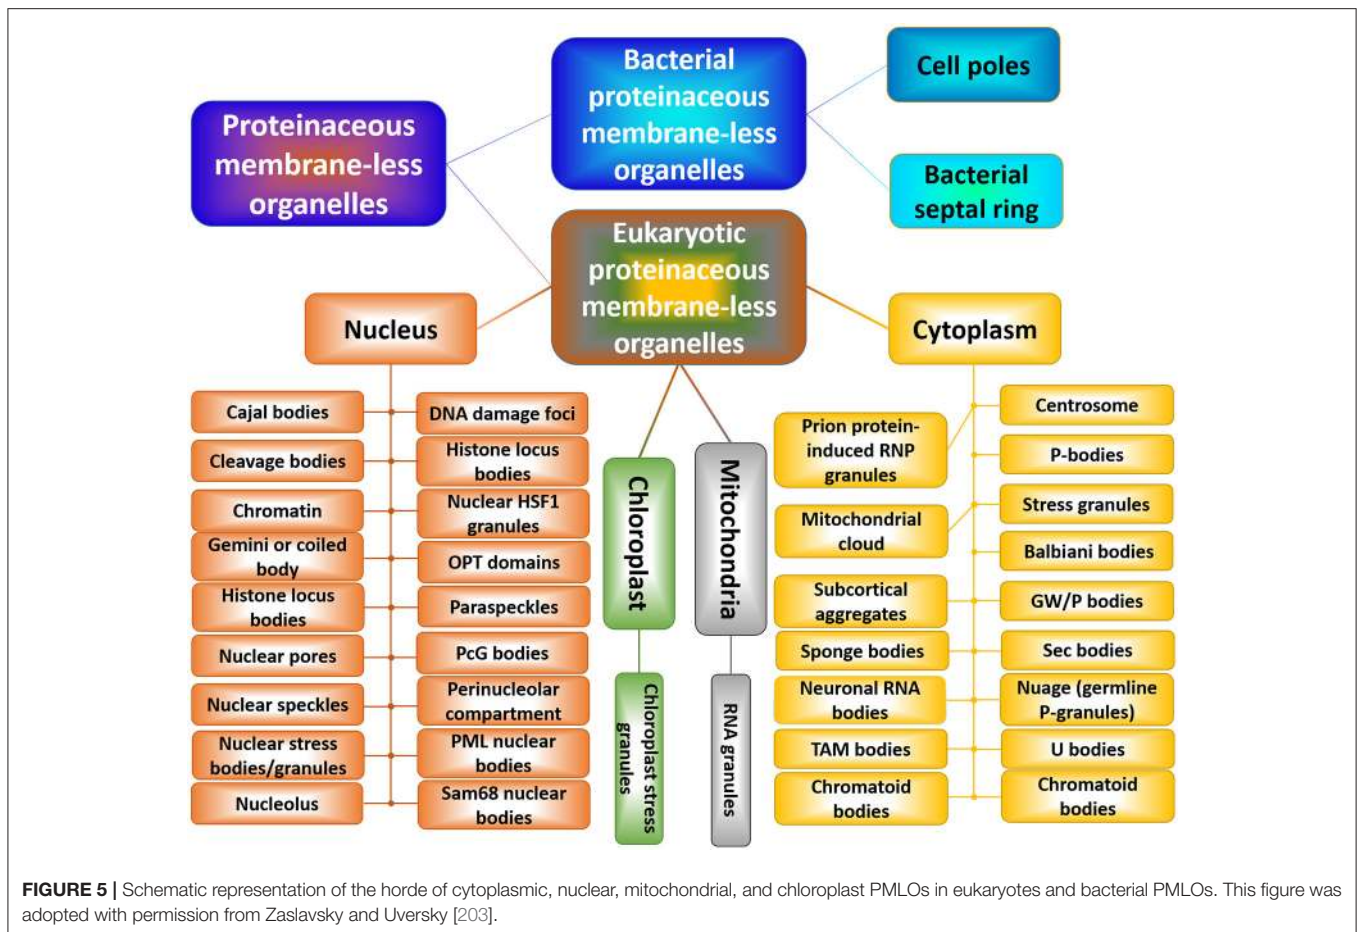 Proteinaceous
membrane-less
organelles
Bacterial
proteinaceous
membrane-less
organelles
Cell poles
Bacterial
septal ring
Eukaryotic
proteinaceous
membrane-less
organelles
Nucleus
Cajal bodies
Cleavage bodies
Chromatin
Gemini or coiled
body
Histone locus
bodies
Nuclear pores
Nuclear speckles
Nuclear stress
bodies/granules
Nucleolus
DNA damage foci
Histone locus
bodies
Nuclear HSF1
granules
OPT domains
Paraspeckles
PcG bodies
Perinucleolar
compartment
PML nuclear
bodies
Sam68 nuclear
bodies
Chloroplast
Chloroplast stress
granules
Mitochondria
RNA granules
Cytoplasm
Prion protein-
induced RNP
granules
Mitochondrial
cloud
Subcortical
aggregates
Sponge bodies
Neuronal RNA
bodies
TAM bodies
Chromatoid
bodies
Centrosome
P-bodies
Stress granules
Balbiani bodies
GW/P bodies
Sec bodies
Nuage (germline
P-granules)
U bodies
Chromatoid
bodies
FIGURE 5 | Schematic representation of the horde of cytoplasmic, nuclear, mitochondrial, and chloroplast PMLOs in eukaryotes and bacterial PMLOs. This figure was
adopted with permission from Zaslavsky and Uversky [203].